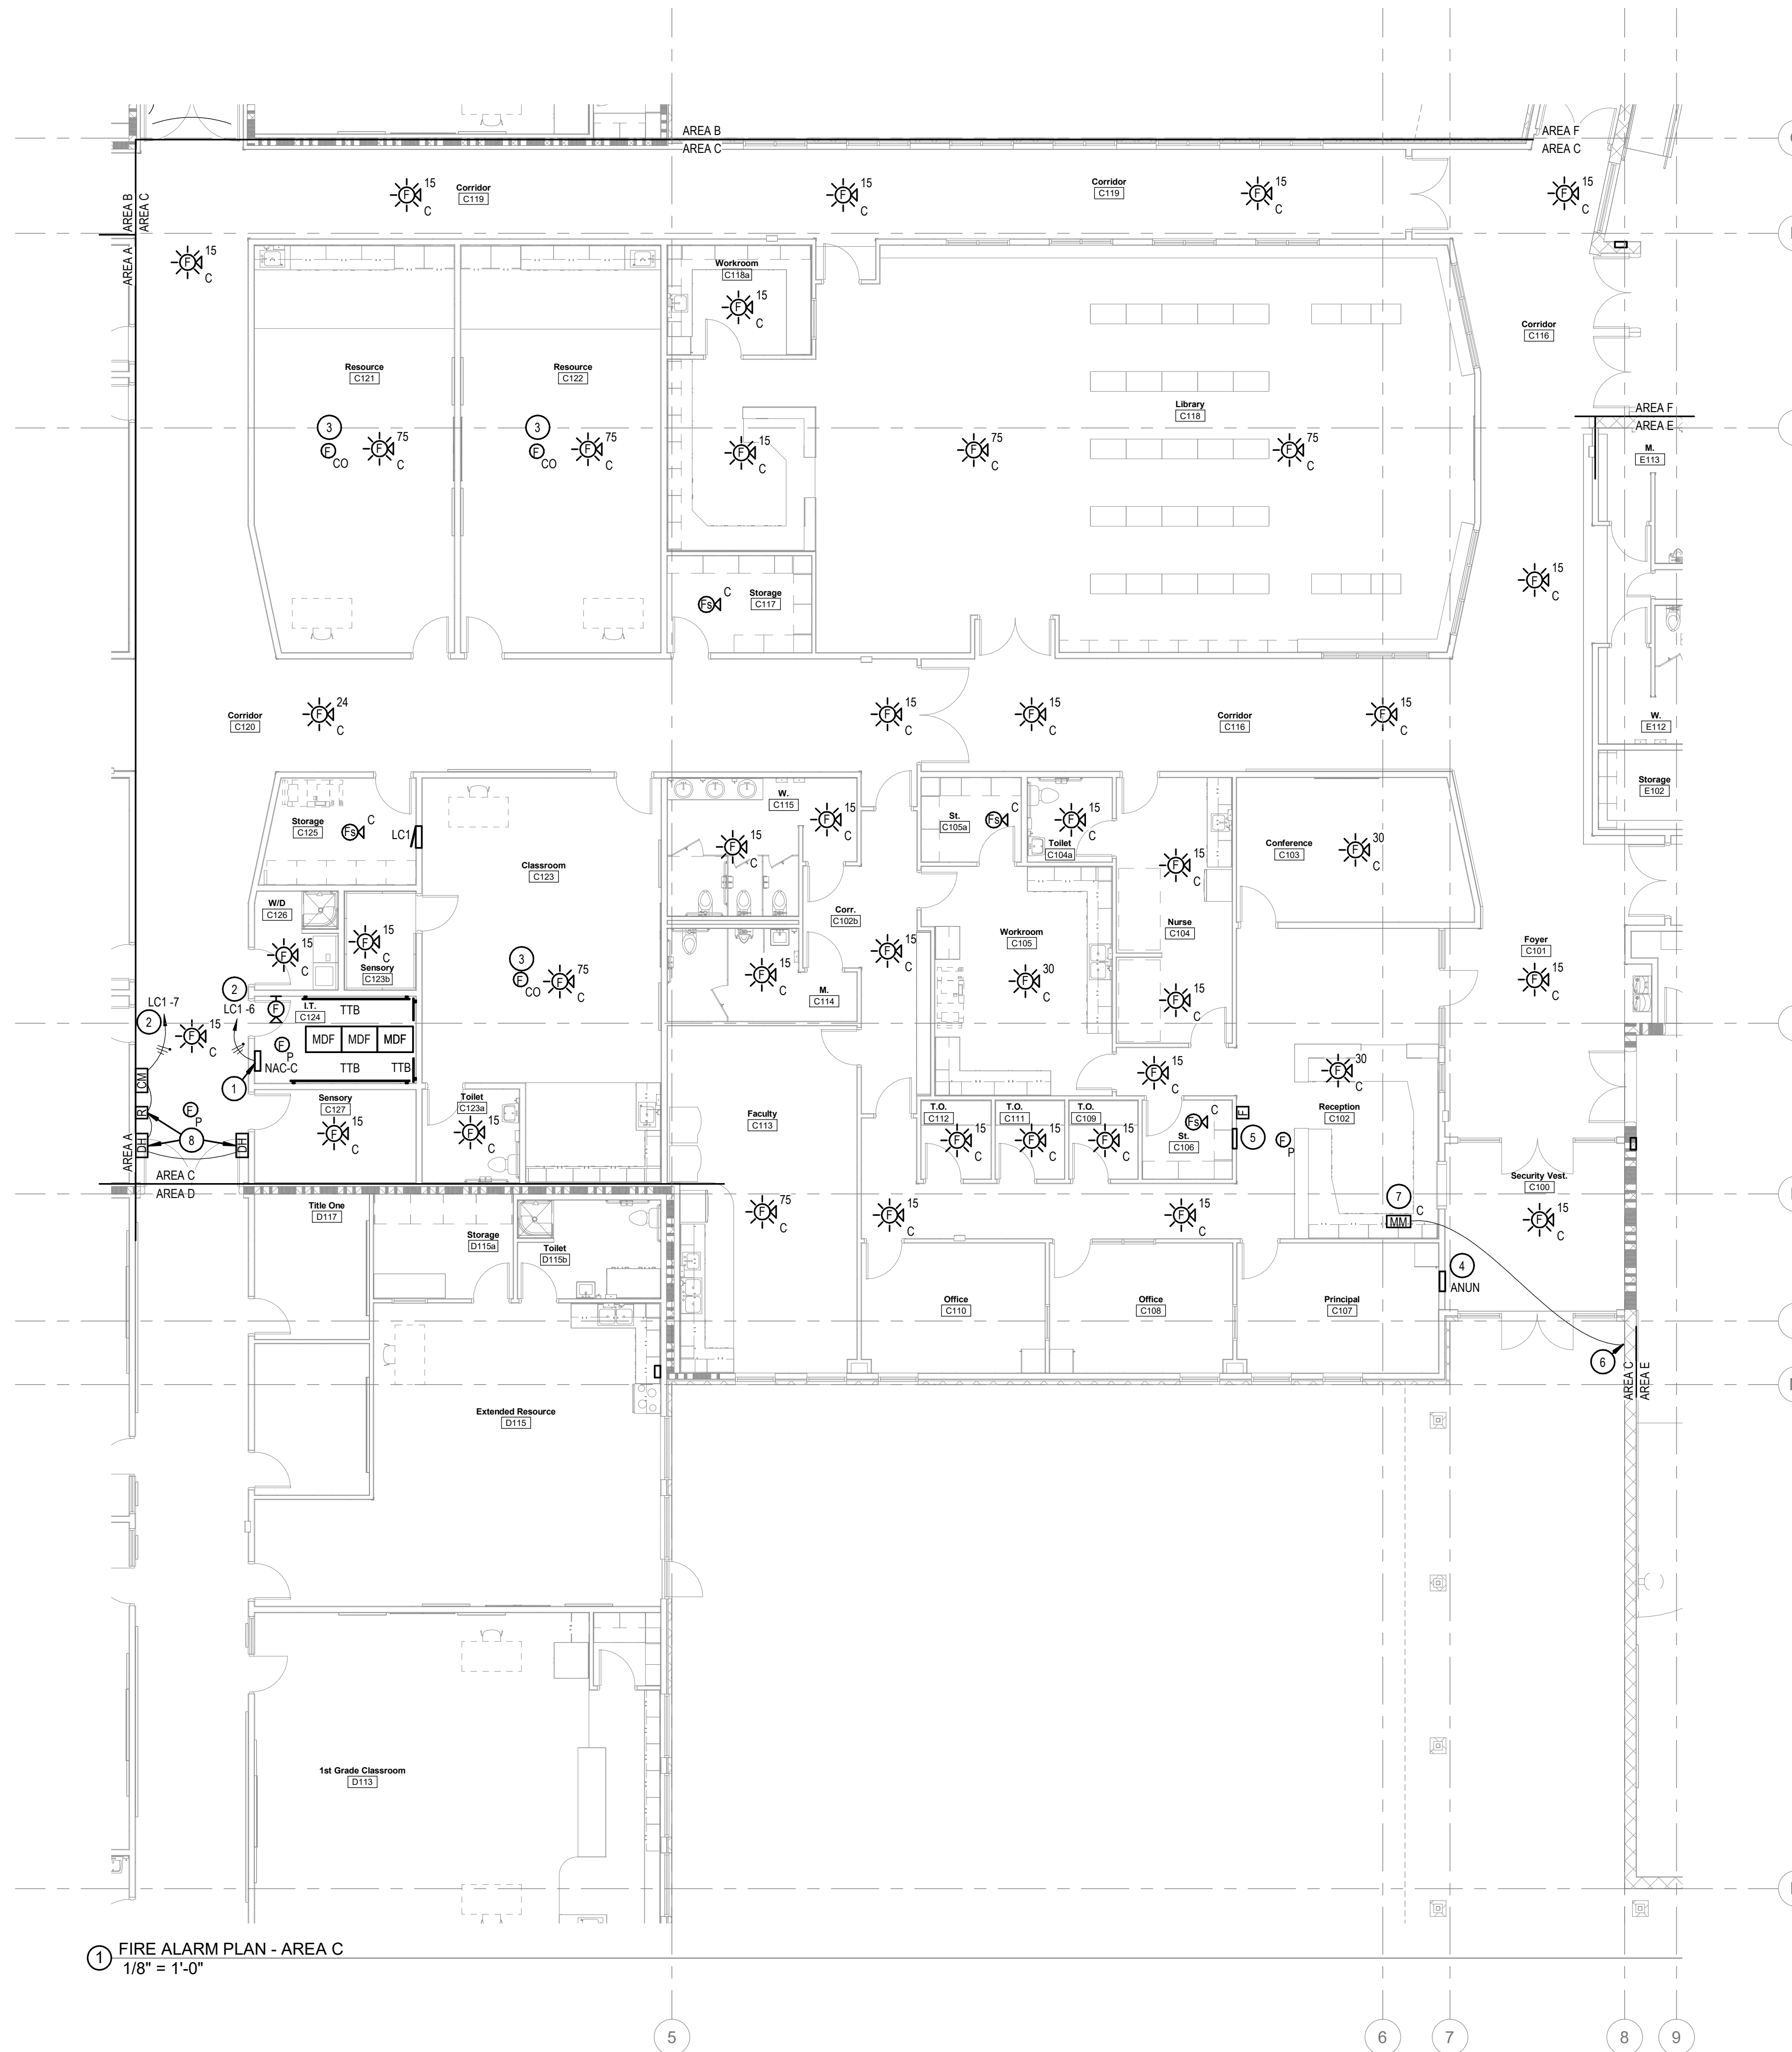 AREA B
AREA C
AREA F
AREA C
AREA B
AREA C
AREA A
F 15 C
Corridor
C119
F 15 C
Corridor
C119
F 15 C
F 15 C
F 15 C
Workroom
C118a
F 15 C
Corridor
C116
Resource
C121
Resource
C122
Library
C118
AREA F
AREA E
3
F CO
F 75 C
3
F CO
F 75 C
F 15 C
F 75 C
F 75 C
M.
E113
Fs C
Storage
C117
F 15 C
Corridor
C120
F 24 C
F 15 C
F 15 C
Corridor
C116
F 15 C
W.
E112
Storage
E102
Storage
C125
Fs C
LC1
Classroom
C123
W.
C115
F 15 C
F 15 C
St.
C105a
Fs C
F 15 C
Toilet
C104a
F 15 C
Conference
C103
F 30 C
W/D
C126
F 15 C
F 15 C
Sensory
C123b
3
F CO
F 75 C
Corr.
C102b
F 15 C
F 15 C
M.
C114
Workroom
C105
F 30 C
Nurse
C104
F 15 C
Foyer
C101
F 15 C
2
LC1 -7
LC1 -6
2
F 15 C
F
I.T.
C124
TTB
MDF
MDF
MDF
F P
NAC-C
TTB
TTB
1
CM
R
F P
DH
8
DH
Sensory
C127
F 15 C
Toilet
C123a
F 15 C
Faculty
C113
F 75 C
T.O.
C112
F 15 C
T.O.
C111
F 15 C
T.O.
C109
F 15 C
F 15 C
Fs C
St.
C106
F
5
F P
F 30 C
Reception
C102
Security Vest.
C100
F 15 C
AREA A
AREA C
AREA D
Title One
D117
Storage
D115a
Toilet
D115b
F 15 C
F 15 C
7
MM C
4
ANUN
Office
C110
Office
C108
Principal
C107
6
AREA C
AREA E
Extended Resource
D115
1st Grade Classroom
D113
1
FIRE ALARM PLAN - AREA C
1/8" = 1'-0"
5
6
7
8
9